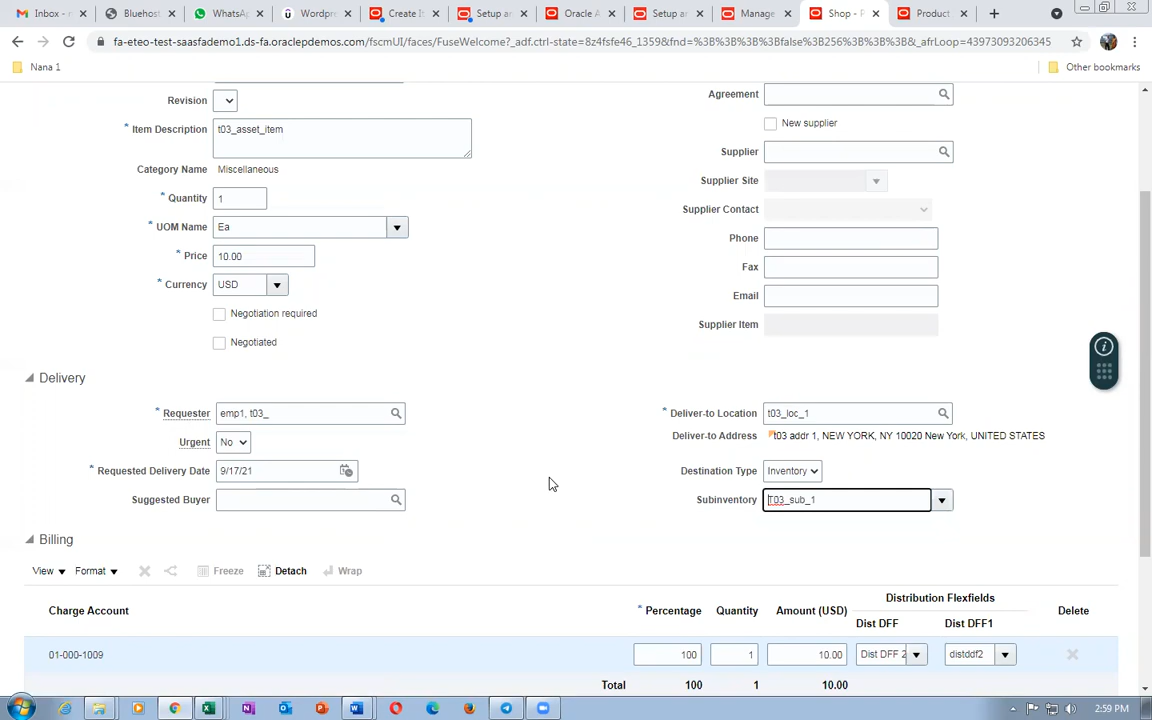 Inbox - n
Bluehost
WhatsA
Wordpre
Create It
Setup ar
Oracle A
Setup ar
Manage
Shop - P
Product
fa-eteo-test-saasfademo1.ds-fa.oraclepdemos.com/fscmUI/faces/FuseWelcome?_adf.ctrl-state=8z4fsfe46_1359&fnd=%3B%3B%3B%3Bfalse%3B256%3B%3B%3B&_afrLoop=43973093206345
Nana 1
Other bookmarks
Revision
Agreement
* Item Description t03_asset_item
New supplier
Category Name Miscellaneous
Supplier
* Quantity 1
Supplier Site
* UOM Name Ea
Supplier Contact
* Price 10.00
Phone
* Currency USD
Fax
Negotiation required
Email
Negotiated
Supplier Item
Delivery
* Requester emp1, t03_
* Deliver-to Location t03_loc_1
Urgent No
Deliver-to Address t03 addr 1, NEW YORK, NY 10020 New York, UNITED STATES
* Requested Delivery Date 9/17/21
Destination Type Inventory
Suggested Buyer
Subinventory T03_sub_1
Billing
View Format Freeze Detach Wrap
Distribution Flexfields
Charge Account * Percentage Quantity Amount (USD) Dist DFF Dist DFF1 Delete
01-000-1009 100 1 10.00 Dist DFF 2 distddf2
Total 100 1 10.00
2:59 PM